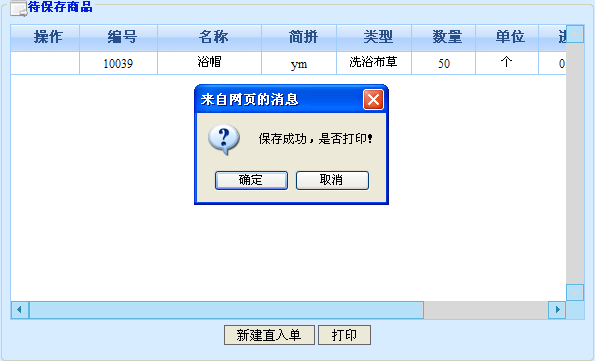 待保存商品
操作 编号 名称 简拼 类型 数量 单位
10039 浴帽 ym 洗浴布草 50 个 0
来自网页的消息
保存成功，是否打印!
确定 取消
新建直入单 打印